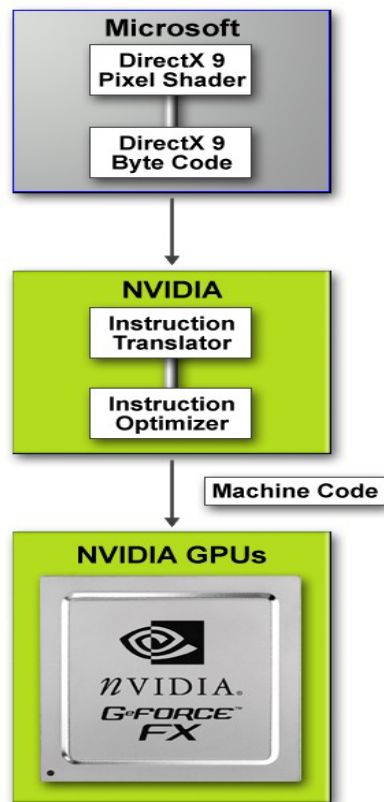 Microsoft
DirectX 9
Pixel Shader
DirectX 9
Byte Code
NVIDIA
Instruction
Translator
Instruction
Optimizer
Machine Code
NVIDIA GPUs
nVIDIA.
GeFORCE™
FX